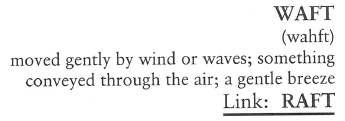 WAFT
(wahft)
moved gently by wind or waves; something
conveyed through the air; a gentle breeze
Link: RAFT